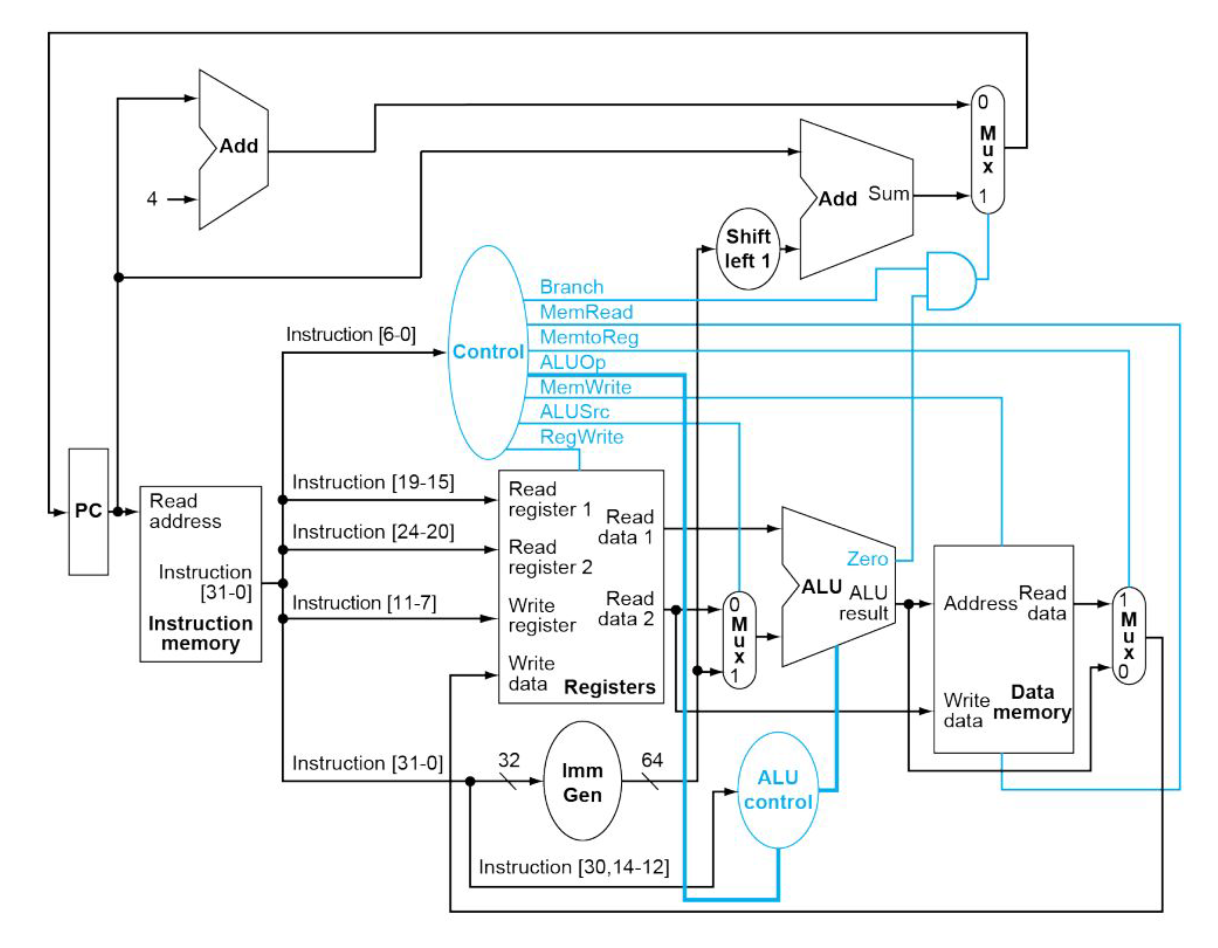 0
M
u
x
1
Add
4
Add Sum
Shift
left 1
Branch
MemRead
MemtoReg
ALUOp
MemWrite
ALUSrc
RegWrite
Control
Instruction [6-0]
PC
Read
address
Instruction
[31-0]
Instruction
memory
Instruction [19-15]
Instruction [24-20]
Instruction [11-7]
Instruction [31-0]
Read
register 1
Read
register 2
Write
register
Write
data
Read
data 1
Read
data 2
Registers
0
M
u
x
1
Zero
ALU ALU
result
Address
Read
data
Write
data
Data
memory
1
M
u
x
0
32
Imm
Gen
64
ALU
control
Instruction [30,14-12]